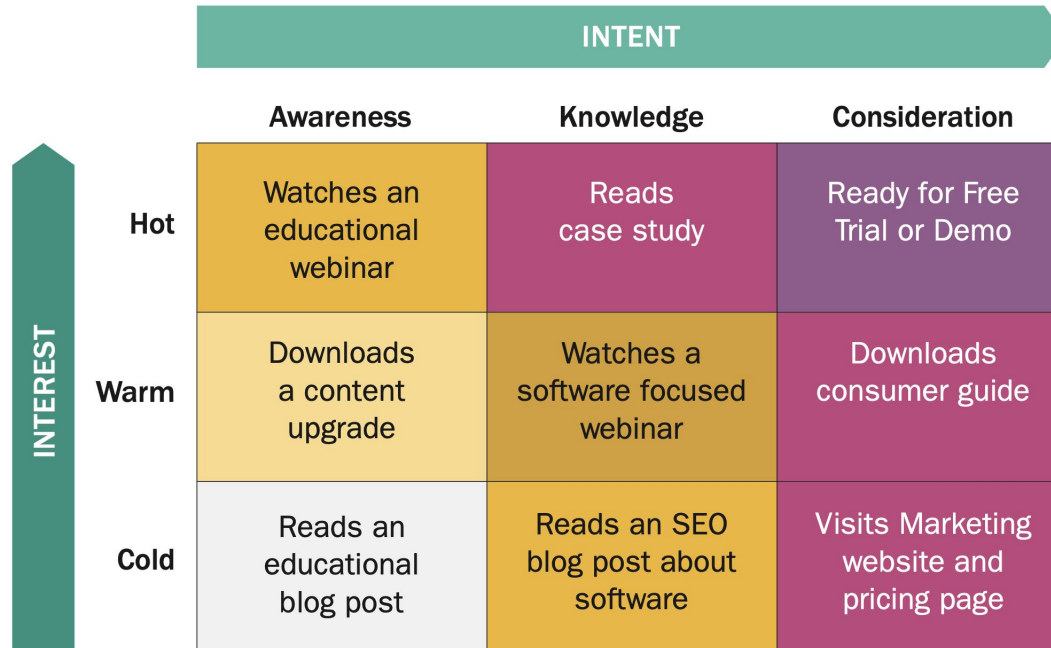 INTENT
Awareness
Knowledge
Consideration
INTEREST
Hot
Watches an
educational
webinar
Reads
case study
Ready for Free
Trial or Demo
Warm
Downloads
a content
upgrade
Watches a
software focused
webinar
Downloads
consumer guide
Cold
Reads an
educational
blog post
Reads an SEO
blog post about
software
Visits Marketing
website and
pricing page